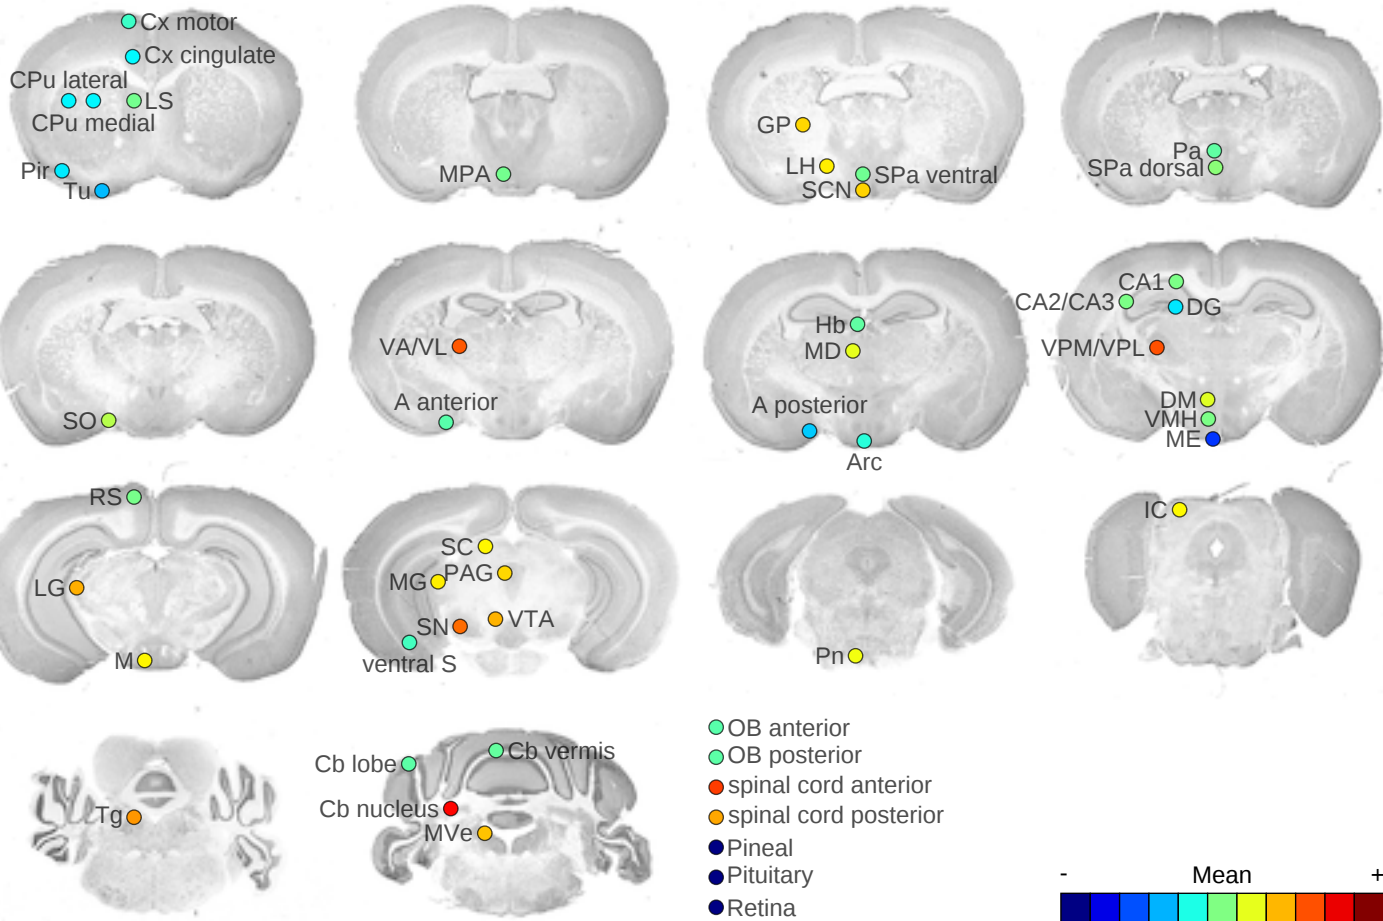 Cx motor
Cx cingulate
CPu lateral
LS
CPu medial
Pir
Tu
MPA
GP
LH
SPa ventral
SCN
Pa
SPa dorsal
SO
VA/VL
A anterior
Hb
MD
A posterior
Arc
CA1
CA2/CA3
DG
VPM/VPL
DM
VMH
ME
RS
LG
M
SC
PAG
MG
VTA
SN
ventral S
Pn
IC
Tg
Cb vermis
Cb lobe
Cb nucleus
MVe
OB anterior
OB posterior
spinal cord anterior
spinal cord posterior
Pineal
Pituitary
Retina
- Mean +